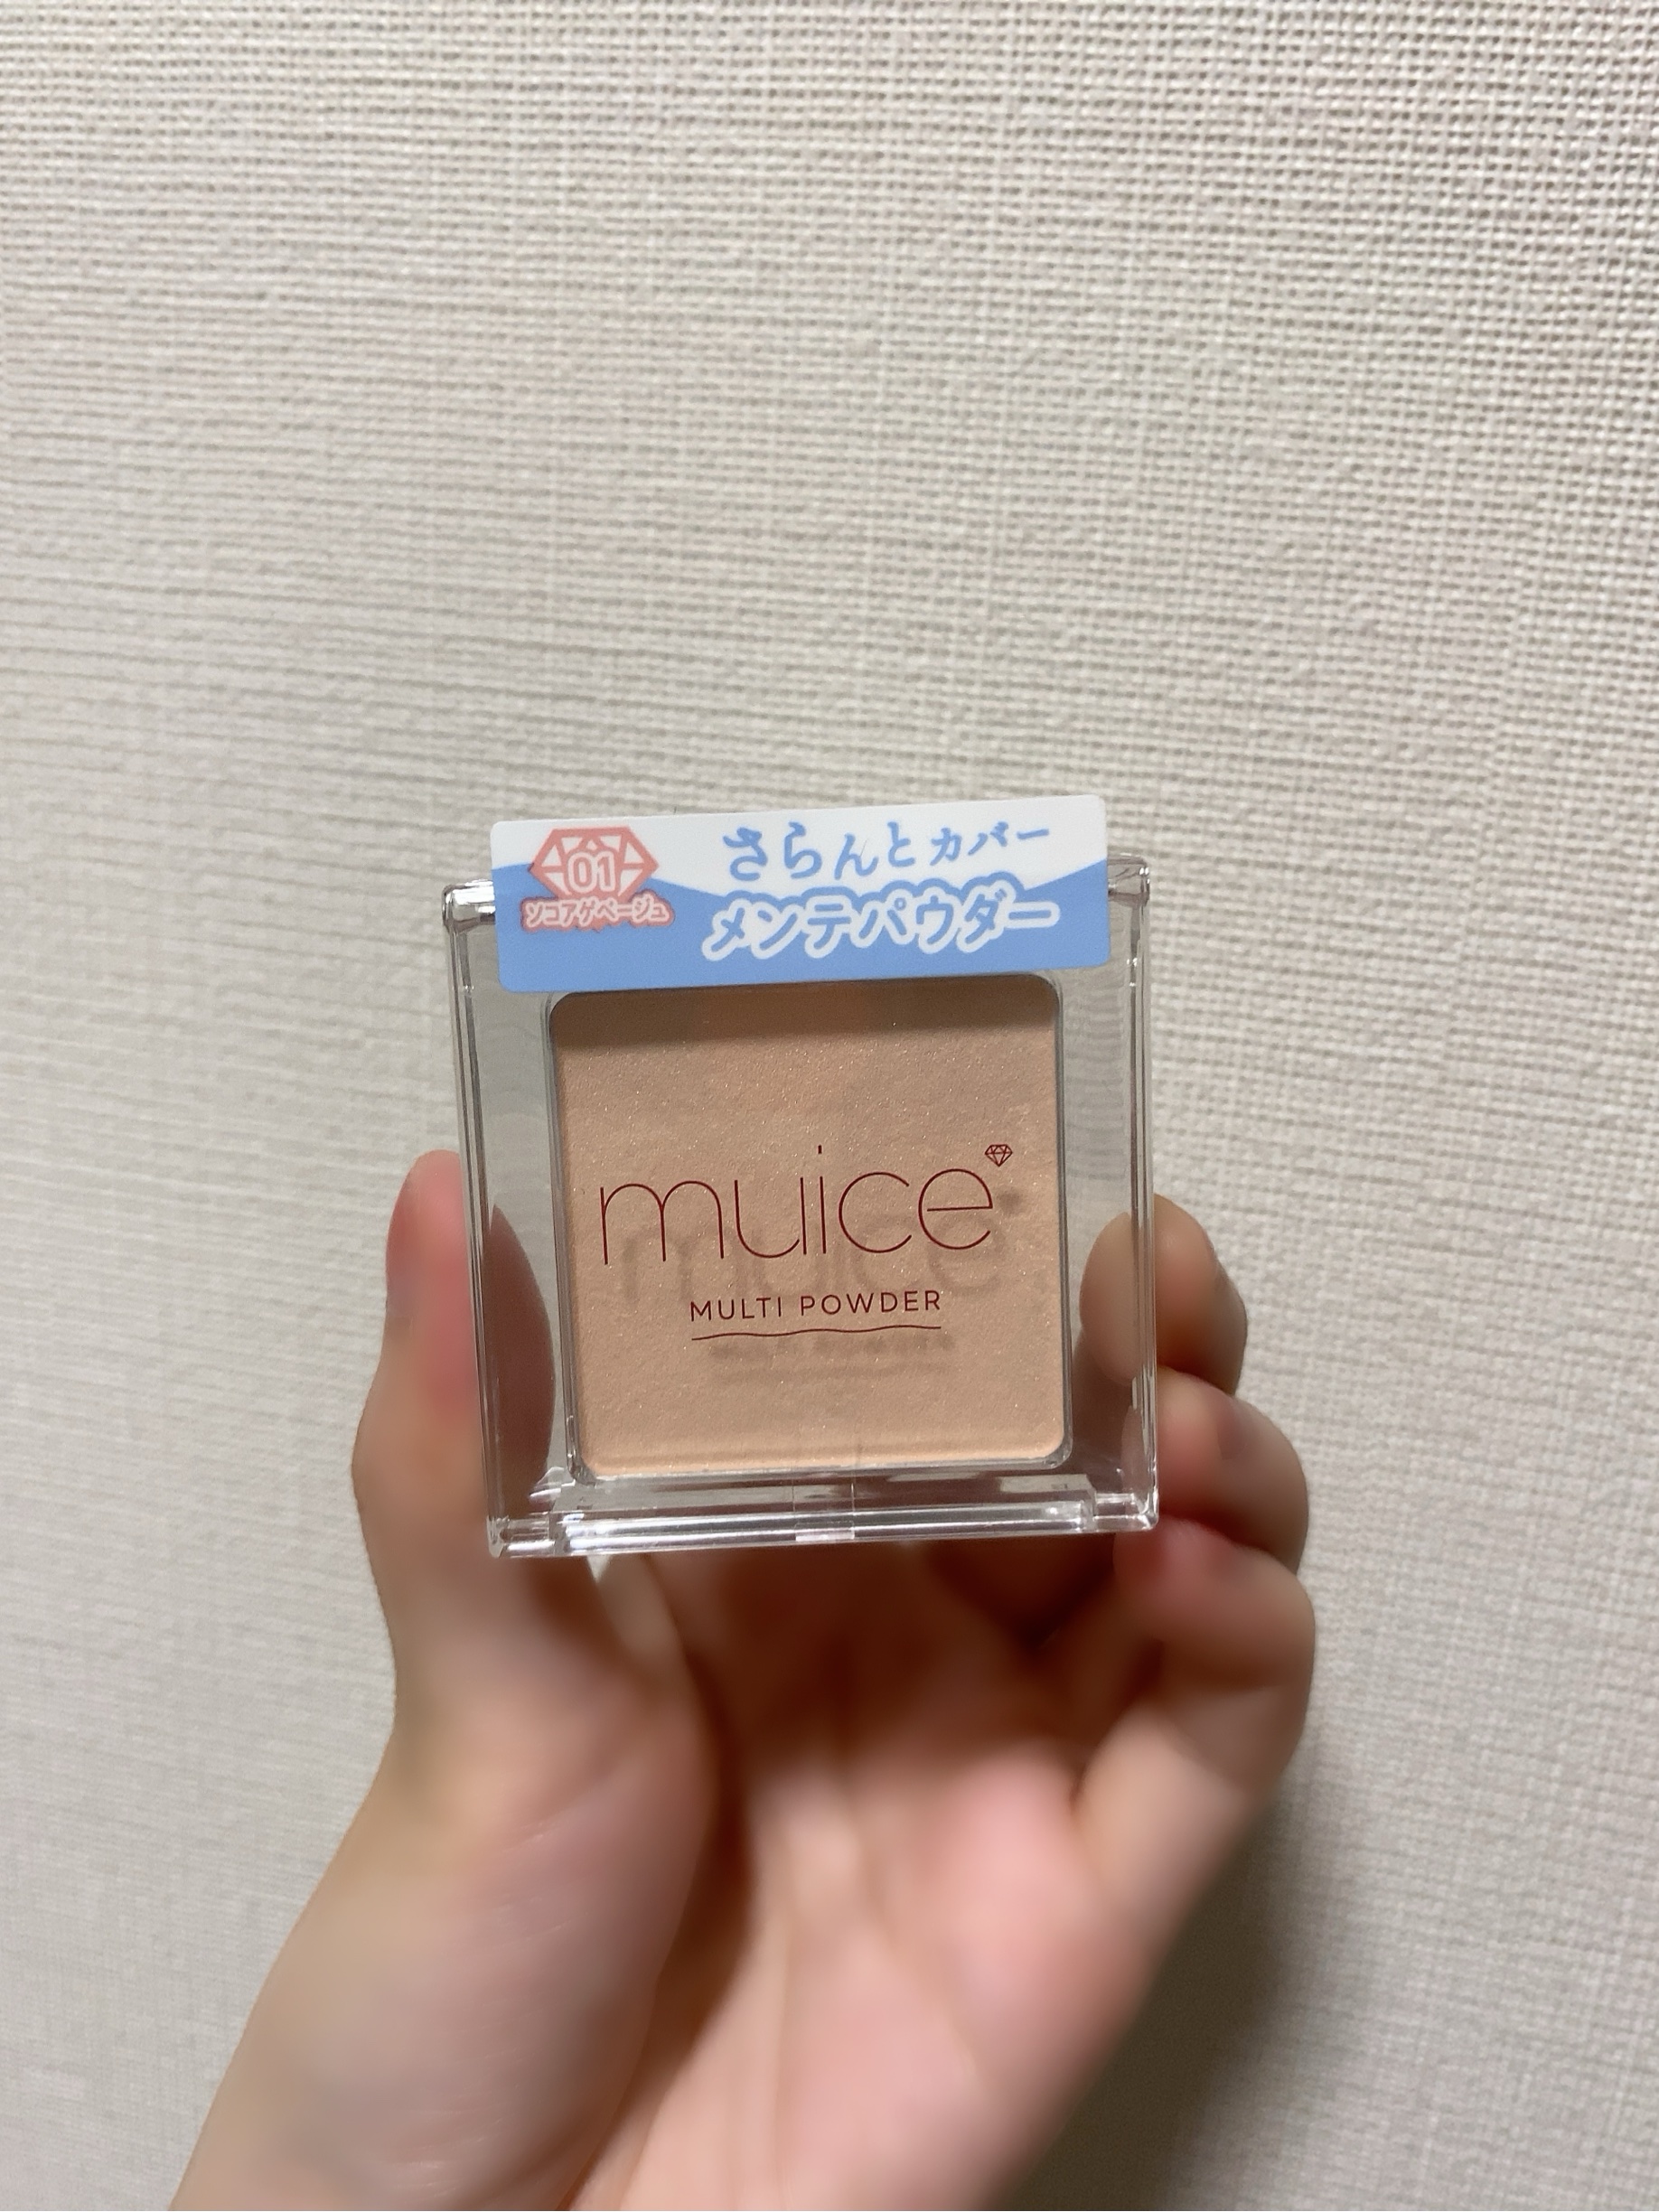 01
ソコアゲベージュ
さらんとカバー
メンテパウダー
muice
MULTI POWDER